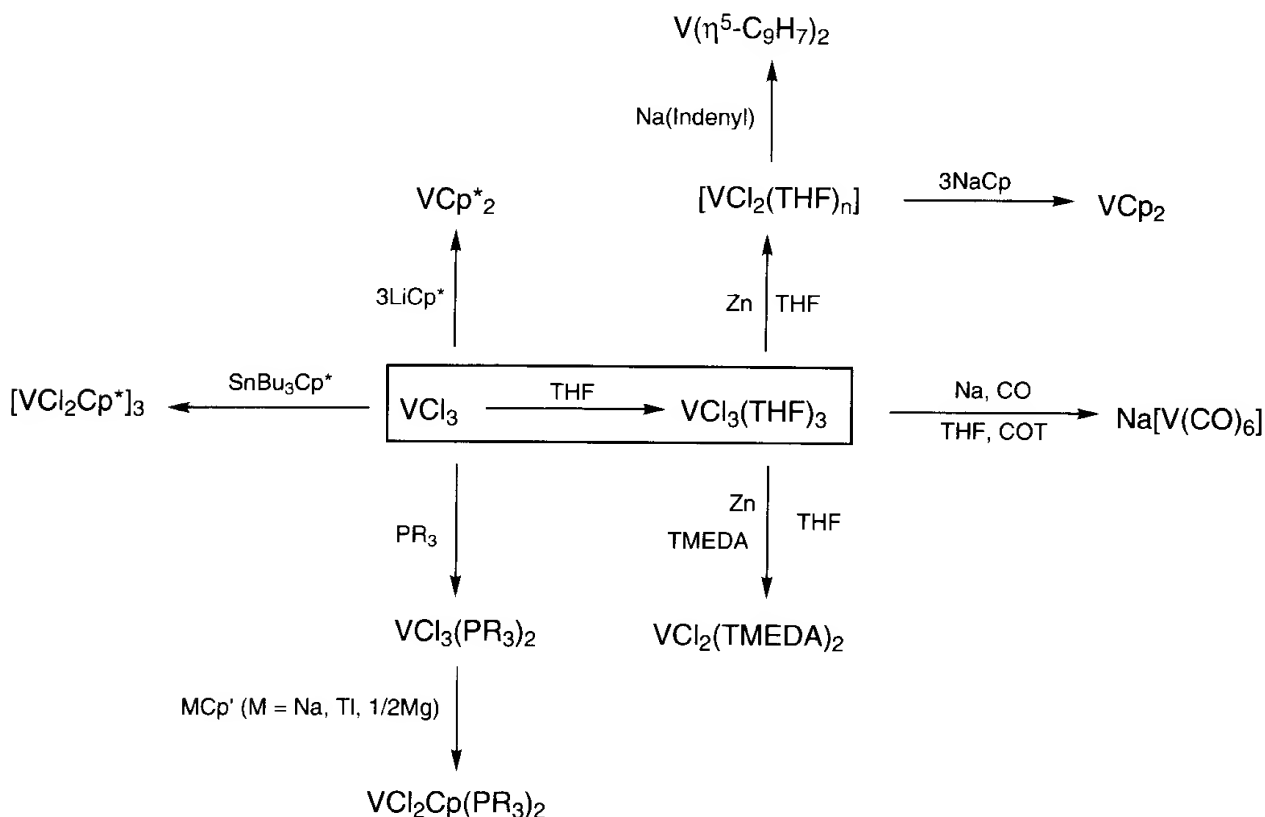 V(η⁵-C₉H₇)₂
Na(Indenyl)
VCp*₂
[VCl₂(THF)ₙ]
3NaCp
VCp₂
3LiCp*
Zn THF
[VCl₂Cp*]₃
SnBu₃Cp*
VCl₃
THF
VCl₃(THF)₃
Na, CO
THF, COT
Na[V(CO)₆]
PR₃
Zn
TMEDA
THF
VCl₃(PR₃)₂
VCl₂(TMEDA)₂
MCp' (M = Na, Tl, 1/2Mg)
VCl₂Cp(PR₃)₂